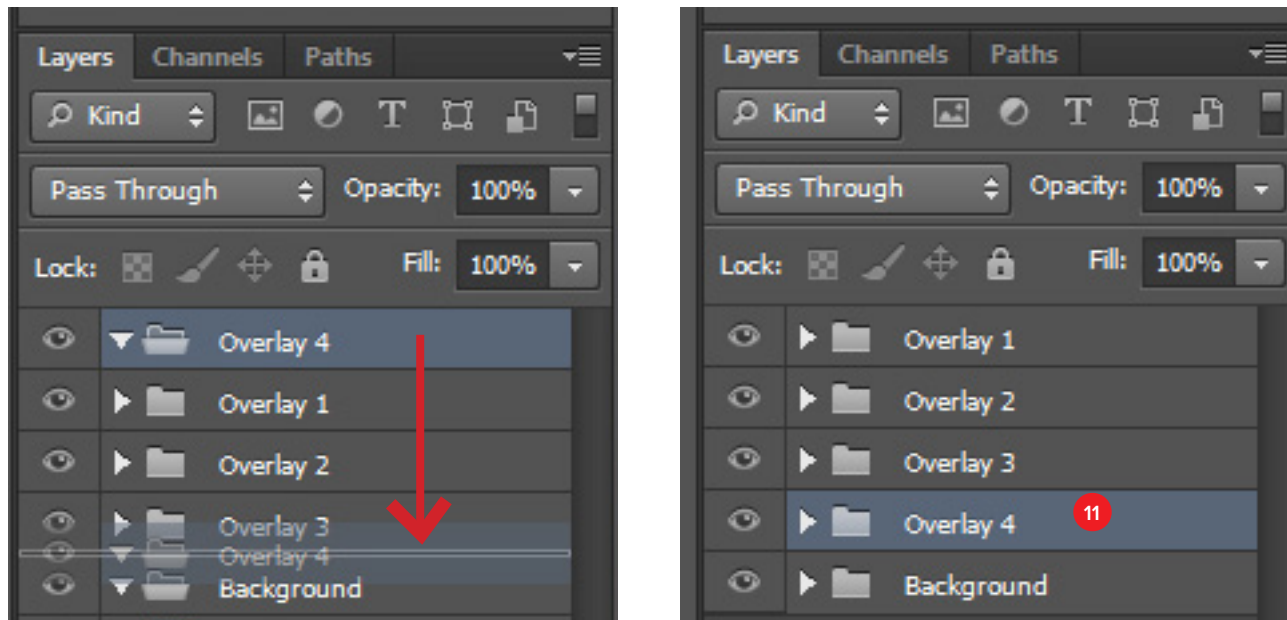 Layers Channels Paths
Kind T
Pass Through Opacity: 100%
Lock: Fill: 100%
Overlay 4
Overlay 1
Overlay 2
Overlay 3
Overlay 4
Background
Layers Channels Paths
Kind T
Pass Through Opacity: 100%
Lock: Fill: 100%
Overlay 1
Overlay 2
Overlay 3
Overlay 4 11
Background